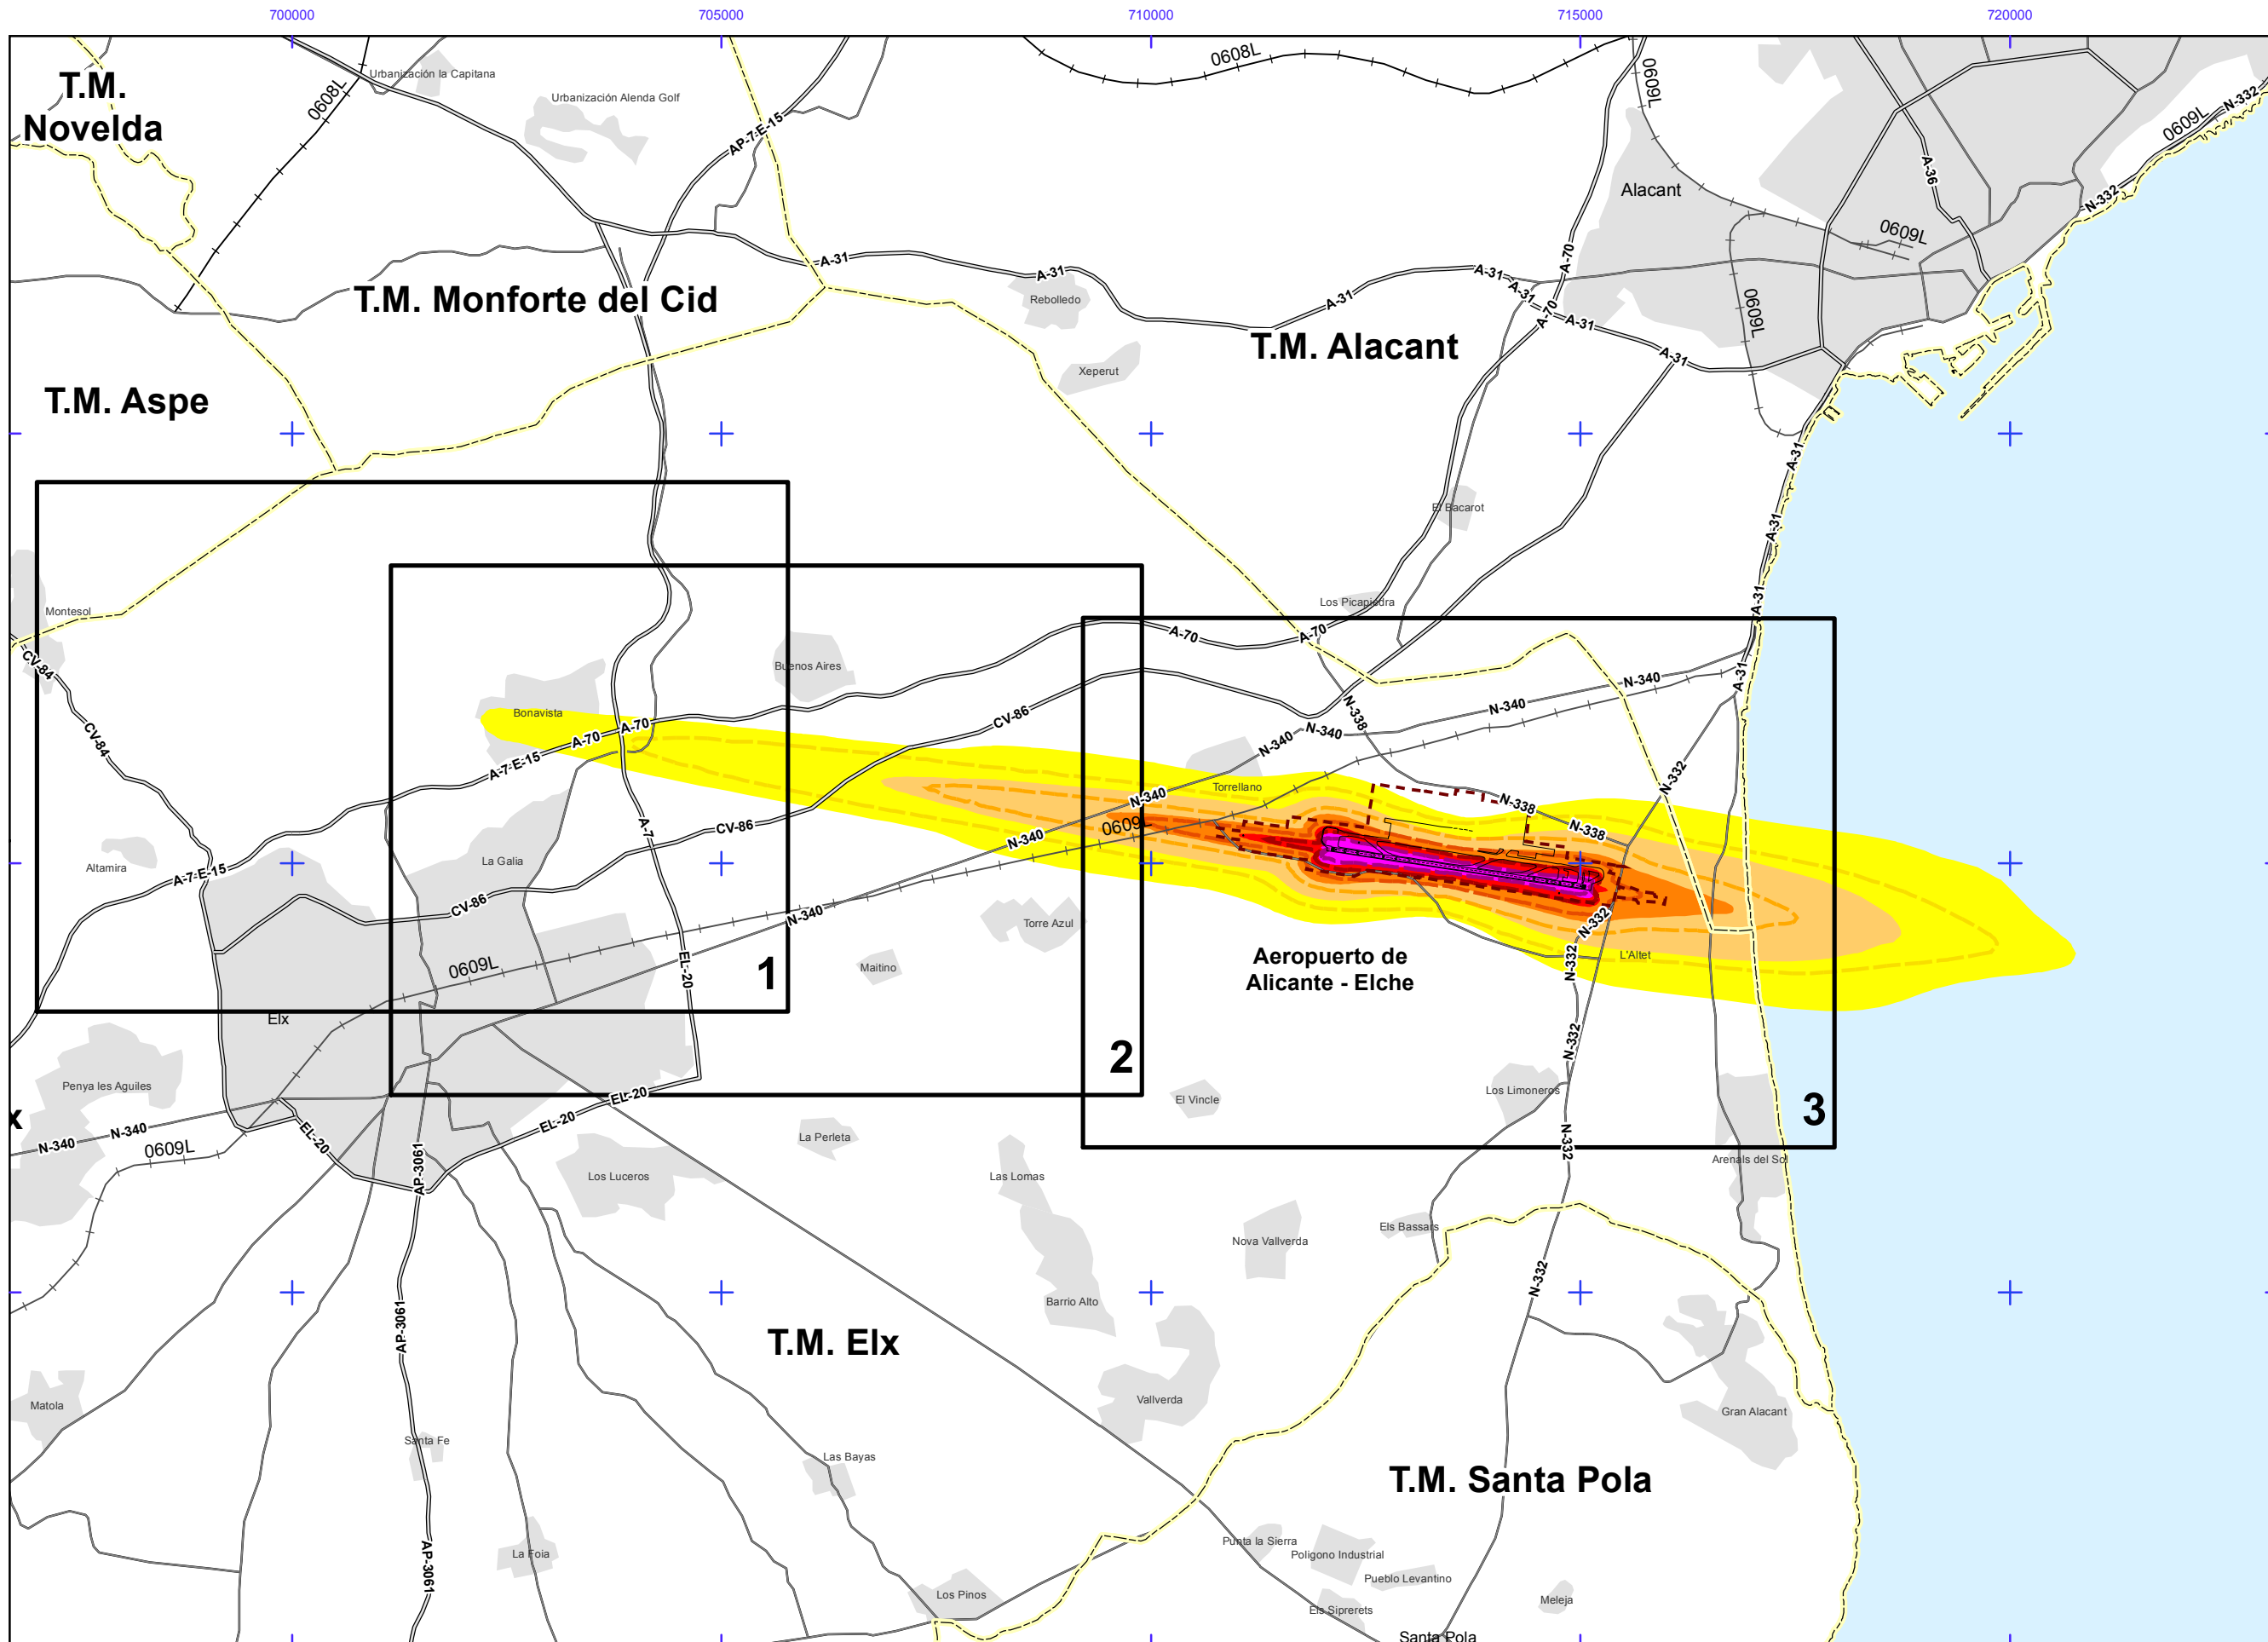 700000
705000
710000
715000
720000
T.M.
Novelda
Urbanización la Capitana
Urbanización Alenda Golf
0608L
0608L
0609L
0609L
N-332
AP-7-E-15
A-36
Alacant
N-332
0609L
A-70
A-31
A-31
A-31
A-31
A-31
A-70
A-31
A-31
0609L
Rebolledo
T.M. Monforte del Cid
T.M. Alacant
Xeperut
T.M. Aspe
A-31
El Bacarot
A-31
Montesol
Los Picapiedra
A-31
A-70
A-70
CV-84
Buenos Aires
A-31
N-340
N-340
Bonavista
A-70
A-70
CV-86
N-338
N-340
N-340
CV-84
A-7-E-15
N-332
Torrellano
N-340
N-338
N-338
0609L
CV-86
A-7
N-340
La Galia
Altamira
A-7-E-15
CV-86
N-340
Torre Azul
N-332
Aeropuerto de
Alicante - Elche
L'Altet
N-332
Maitino
EL-20
0609L
1
Elx
N-332
2
Penya les Aguiles
Los Limoneros
El Vincle
3
x
EL-20
EL-20
EL-20
La Perleta
N-340
N-340
0609L
N-332
Arenals del Sol
AP-3061
Los Luceros
Las Lomas
Els Bassars
Nova Vallverda
N-332
Barrio Alto
AP-3061
T.M. Elx
Vallverda
Matola
Gran Alacant
Santa Fe
Las Bayas
T.M. Santa Pola
AP-3061
La Foia
Punta la Sierra
Poligono Industrial
Pueblo Levantino
Los Pinos
Meleja
Els Siprerets
Santa Pola